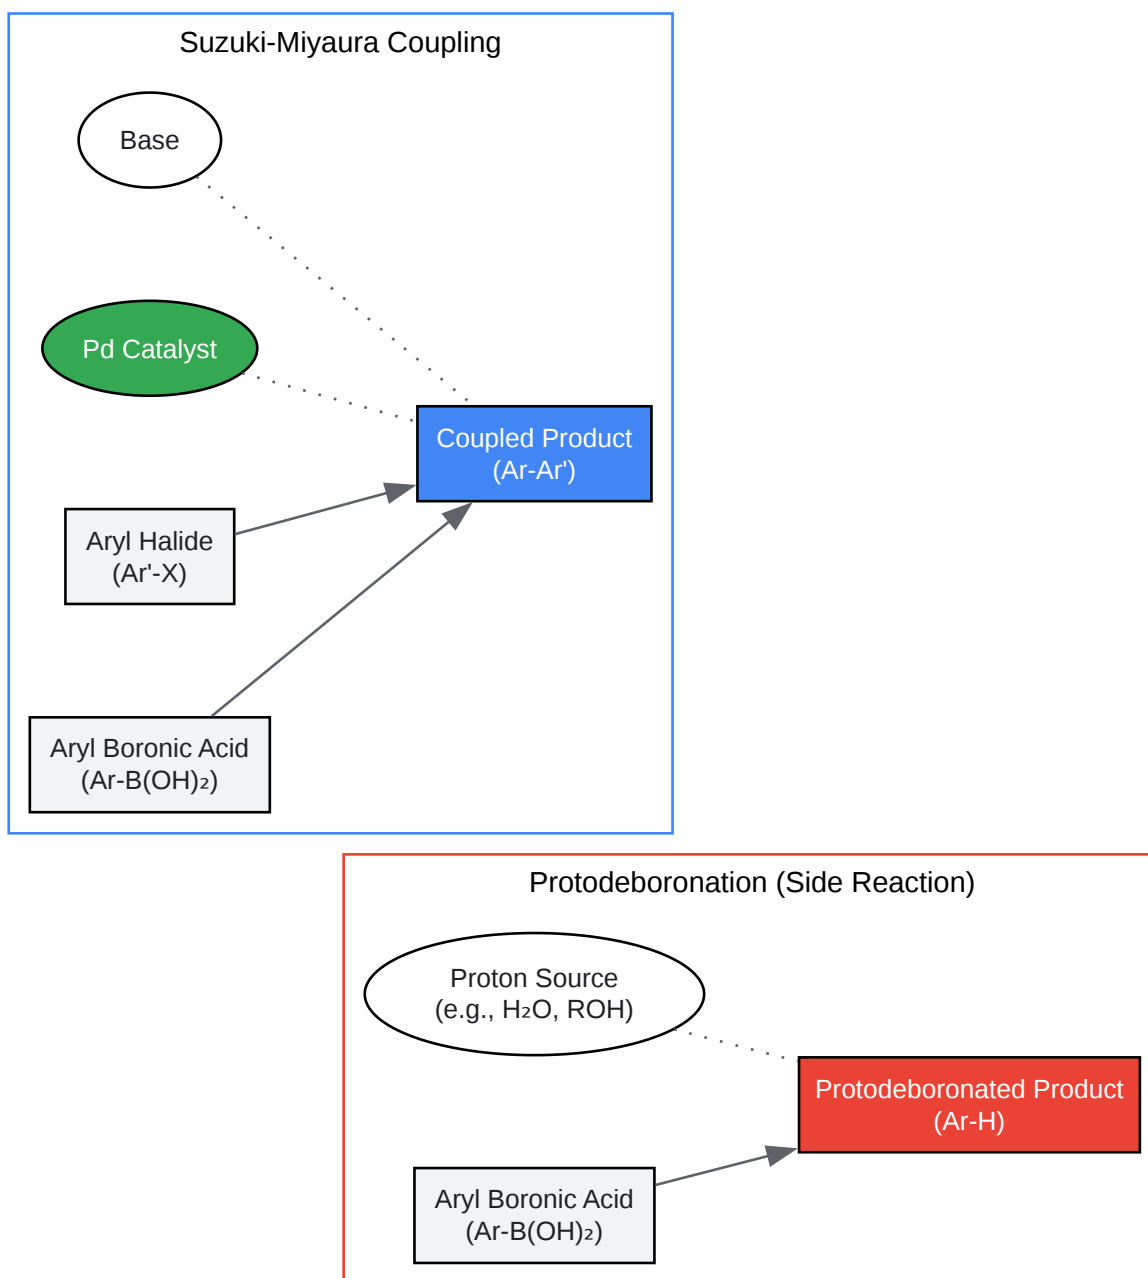 Suzuki-Miyaura Coupling
Base
Pd Catalyst
Coupled Product
(Ar-Ar')
Aryl Halide
(Ar'-X)
Aryl Boronic Acid
(Ar-B(OH)₂)
Protodeboronation (Side Reaction)
Proton Source
(e.g., H₂O, ROH)
Protodeboronated Product
(Ar-H)
Aryl Boronic Acid
(Ar-B(OH)₂)